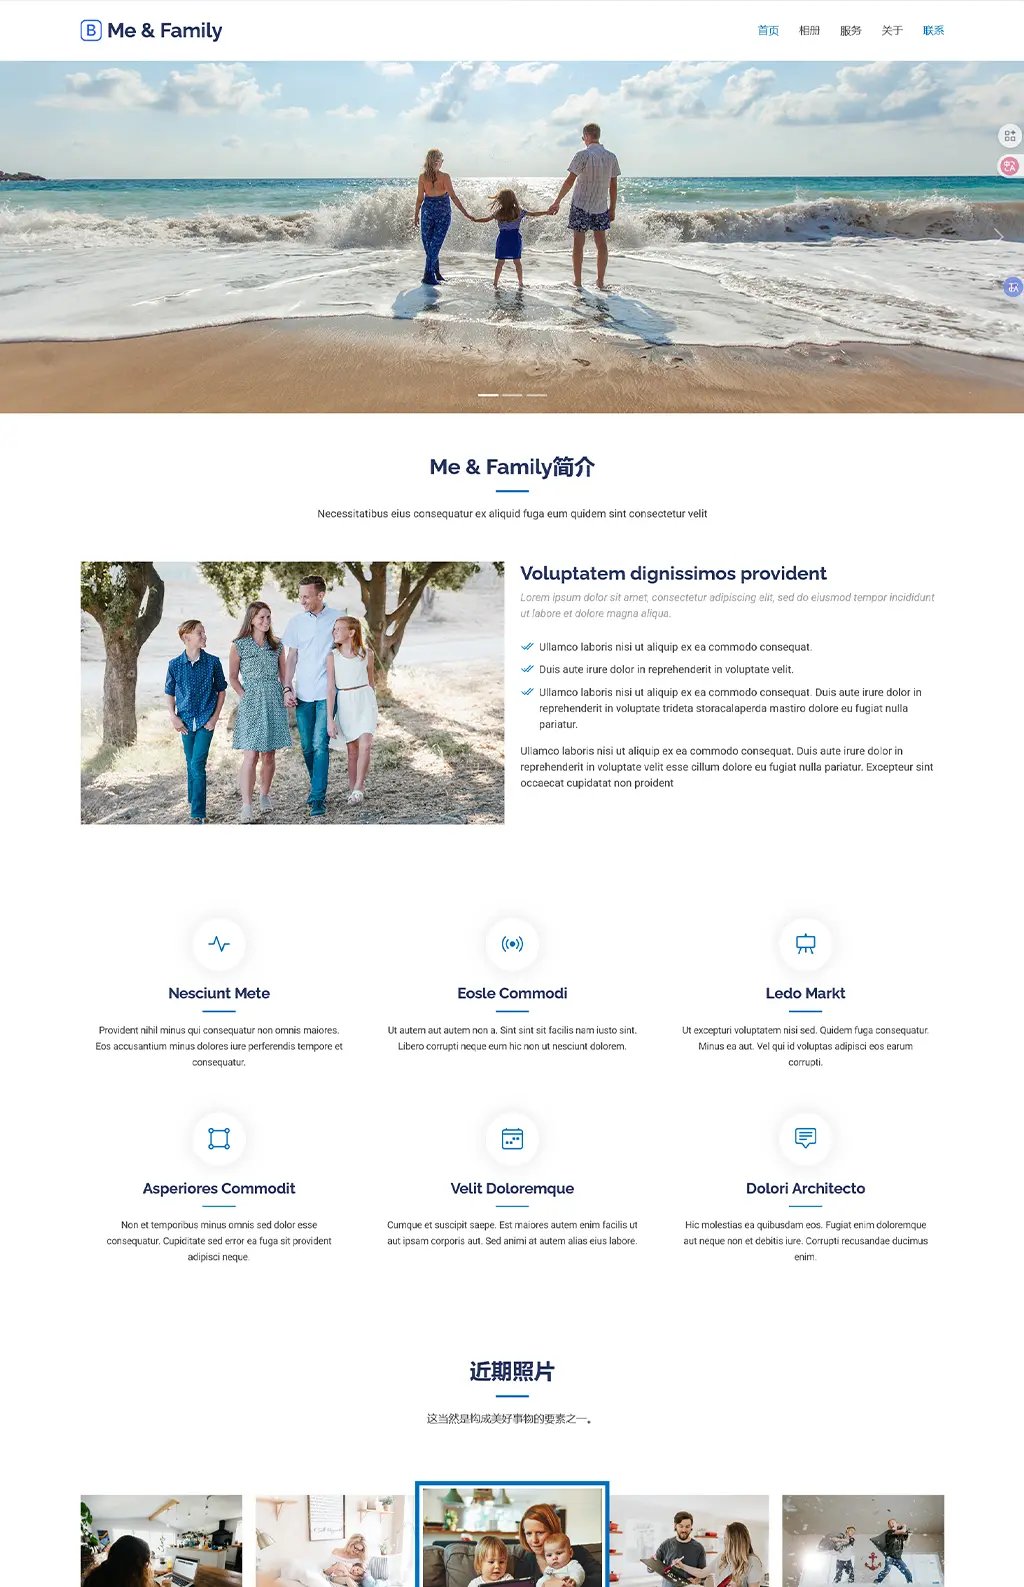 B Me & Family
首页 相册 服务 关于 联系
Me & Family简介
Necessitatibus eius consequatur ex aliquid fuga eum quidem sint consectetur velit
Voluptatem dignissimos provident
Lorem ipsum dolor sit amet, consectetur adipiscing elit, sed do eiusmod tempor incididunt
ut labore et dolore magna aliqua.
Ullamco laboris nisi ut aliquip ex ea commodo consequat.
Duis aute irure dolor in reprehenderit in voluptate velit.
Ullamco laboris nisi ut aliquip ex ea commodo consequat. Duis aute irure dolor in
reprehenderit in voluptate trideta storacalaperda mastiro dolore eu fugiat nulla
pariatur.
Ullamco laboris nisi ut aliquip ex ea commodo consequat. Duis aute irure dolor in
reprehenderit in voluptate velit esse cillum dolore eu fugiat nulla pariatur. Excepteur sint
occaecat cupidatat non proident
Nesciunt Mete
Provident nihil minus qui consequatur non omnis maiores.
Eos accusantium minus dolores iure perferendis tempore et
consequatur.
Eosle Commodi
Ut autem aut autem non a. Sint sint sit facilis nam iusto sint.
Libero corrupti neque eum hic non ut nesciunt dolorem.
Ledo Markt
Ut excepturi voluptatem nisi sed. Quidem fuga consequatur.
Minus ea aut. Vel qui id voluptas adipisci eos earum
corrupti.
Asperiores Commodit
Non et temporibus minus omnis sed dolor esse
consequatur. Cupiditate sed error ea fuga sit provident
adipisci neque.
Velit Doloremque
Cumque et suscipit saepe. Est maiores autem enim facilis ut
aut ipsam corporis aut. Sed animi at autem alias eius labore.
Dolori Architecto
Hic molestias ea quibusdam eos. Fugiat enim doloremque
aut neque non et debitis iure. Corrupti recusandae ducimus
enim.
近期照片
这当然是构成美好事物的要素之一。